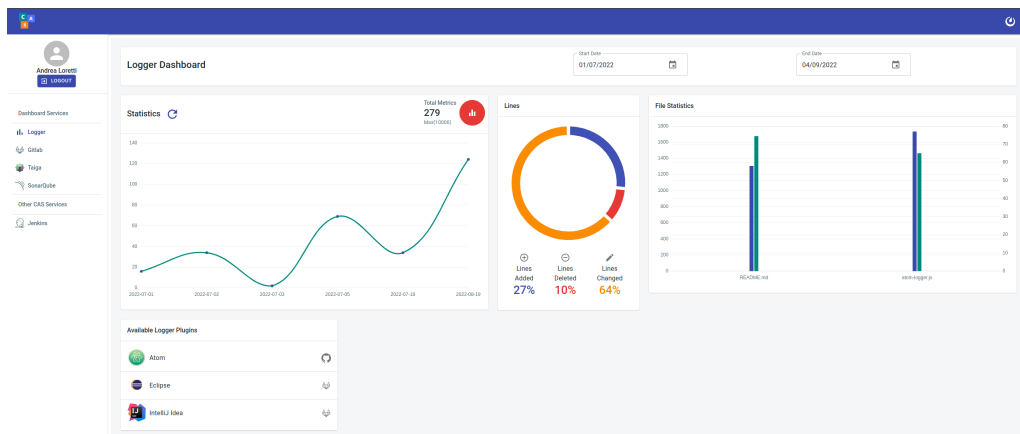 C A
S
Andrea Loretti
LOGOUT
Dashboard Services
Logger
Gitlab
Taiga
SonarQube
Other CAS Services
Jenkins
Logger Dashboard
Start Date
01/07/2022
End Date
04/09/2022
Statistics
Total Metrics
279
Max(10000)
140
120
100
80
60
40
20
0
2022-07-01
2022-07-02
2022-07-03
2022-07-05
2022-07-18
2022-08-19
Lines
Lines Added
27%
Lines Deleted
10%
Lines Changed
64%
File Statistics
1800
1600
1400
1200
1000
800
600
400
200
0
80
70
60
50
40
30
20
10
0
README.md
atom-logger.js
Available Logger Plugins
Atom
Eclipse
IJ
IntelliJ Idea